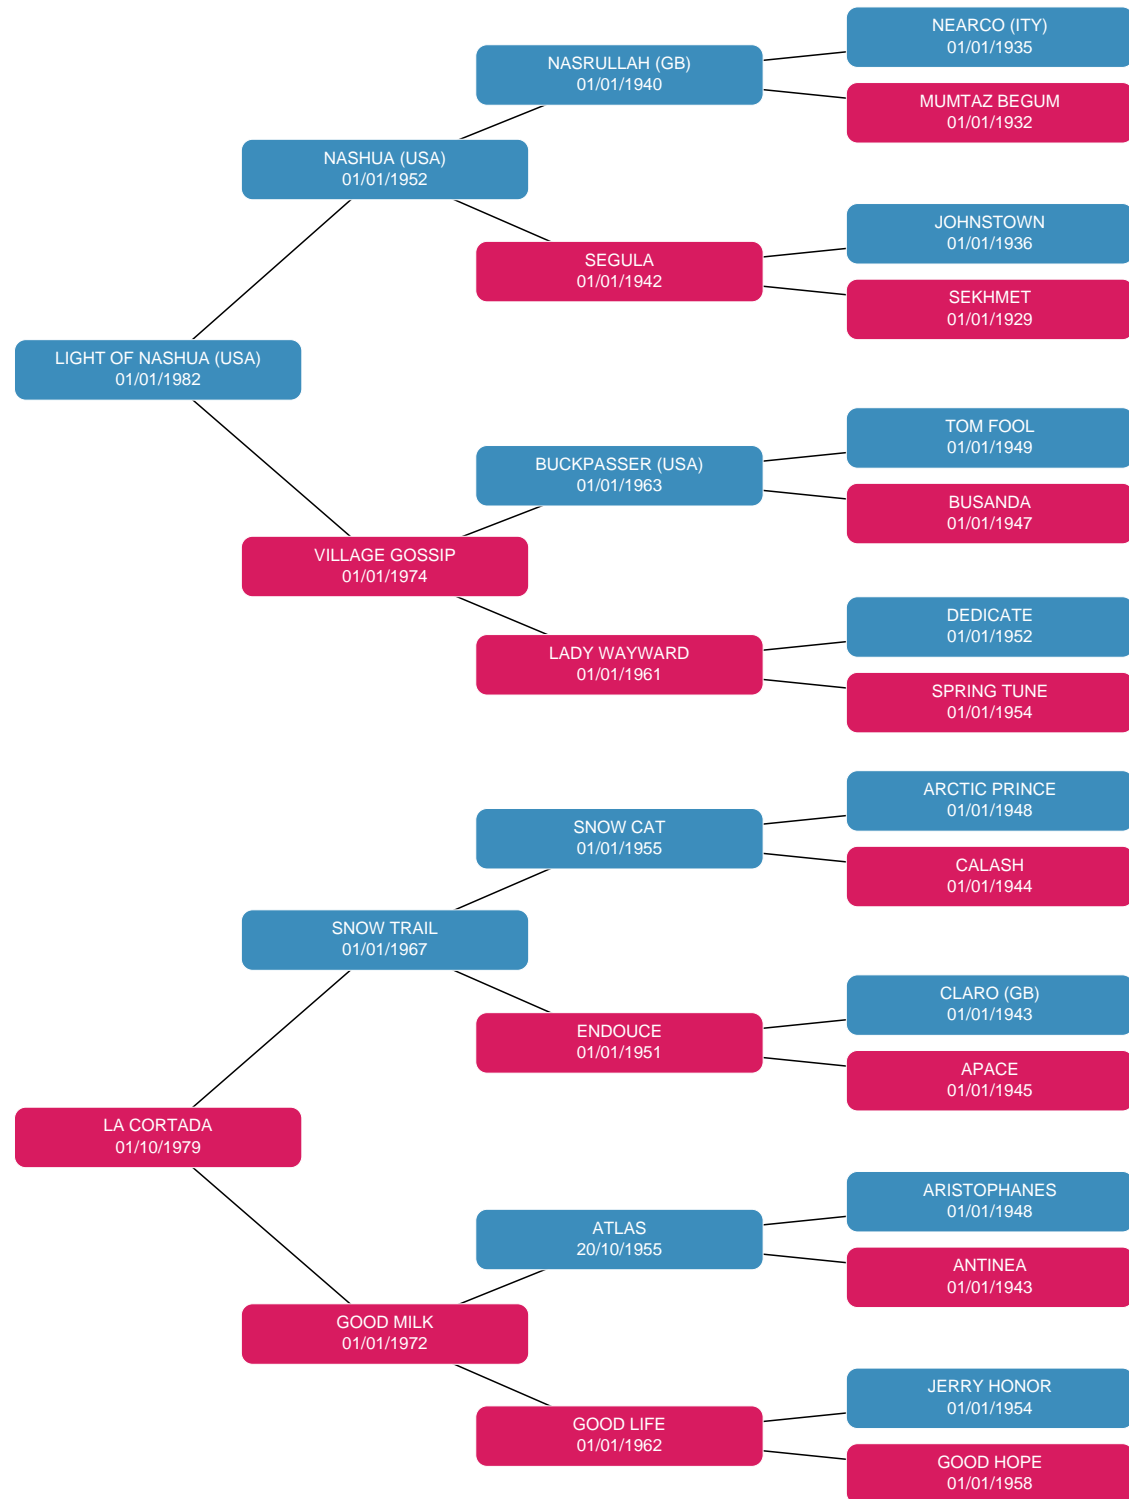 NEARCO (ITY)
01/01/1935
NASRULLAH (GB)
01/01/1940
MUMTAZ BEGUM
01/01/1932
NASHUA (USA)
01/01/1952
JOHNSTOWN
01/01/1936
SEGULA
01/01/1942
SEKHMET
01/01/1929
LIGHT OF NASHUA (USA)
01/01/1982
TOM FOOL
01/01/1949
BUCKPASSER (USA)
01/01/1963
BUSANDA
01/01/1947
VILLAGE GOSSIP
01/01/1974
DEDICATE
01/01/1952
LADY WAYWARD
01/01/1961
SPRING TUNE
01/01/1954
ARCTIC PRINCE
01/01/1948
SNOW CAT
01/01/1955
CALASH
01/01/1944
SNOW TRAIL
01/01/1967
CLARO (GB)
01/01/1943
ENDOUCE
01/01/1951
APACE
01/01/1945
LA CORTADA
01/10/1979
ARISTOPHANES
01/01/1948
ATLAS
20/10/1955
ANTINEA
01/01/1943
GOOD MILK
01/01/1972
JERRY HONOR
01/01/1954
GOOD LIFE
01/01/1962
GOOD HOPE
01/01/1958